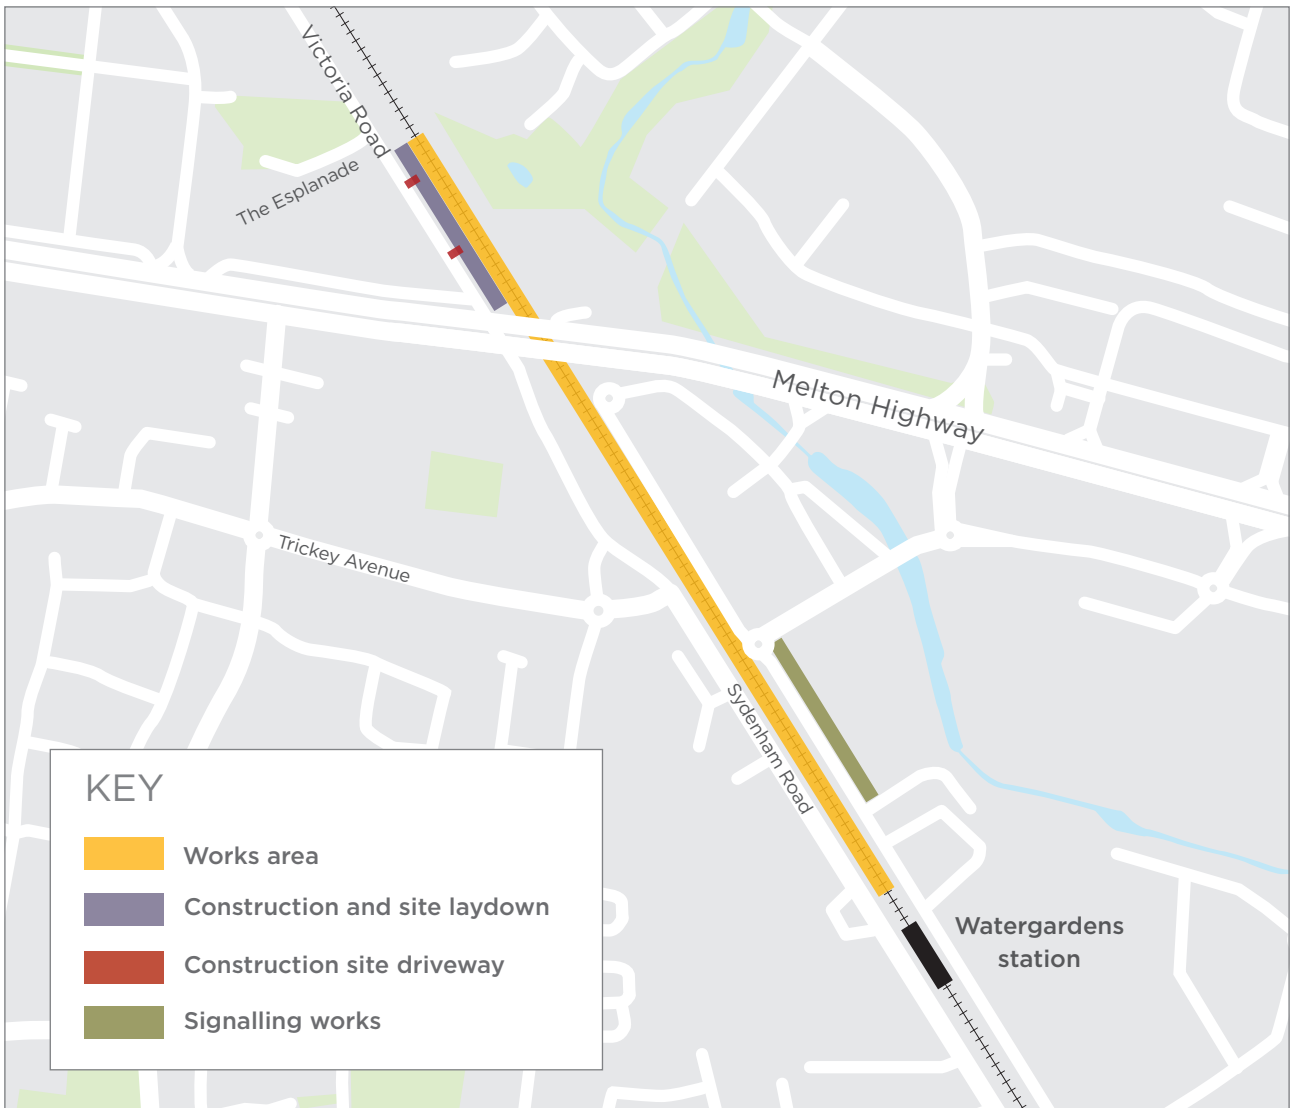 Victoria Road
The Esplanade
Melton Highway
Trickey Avenue
Sydenham Road
KEY
Works area
Construction and site laydown
Construction site driveway
Signalling works
Watergardens
station